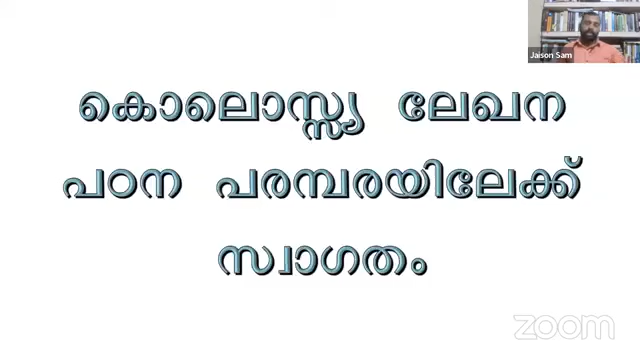 Jaison Sam
കൊലൊസ്സ്യ ലേഖന
പഠന പരമ്പരയിലേക്ക്
സ്വാഗതം
zoom